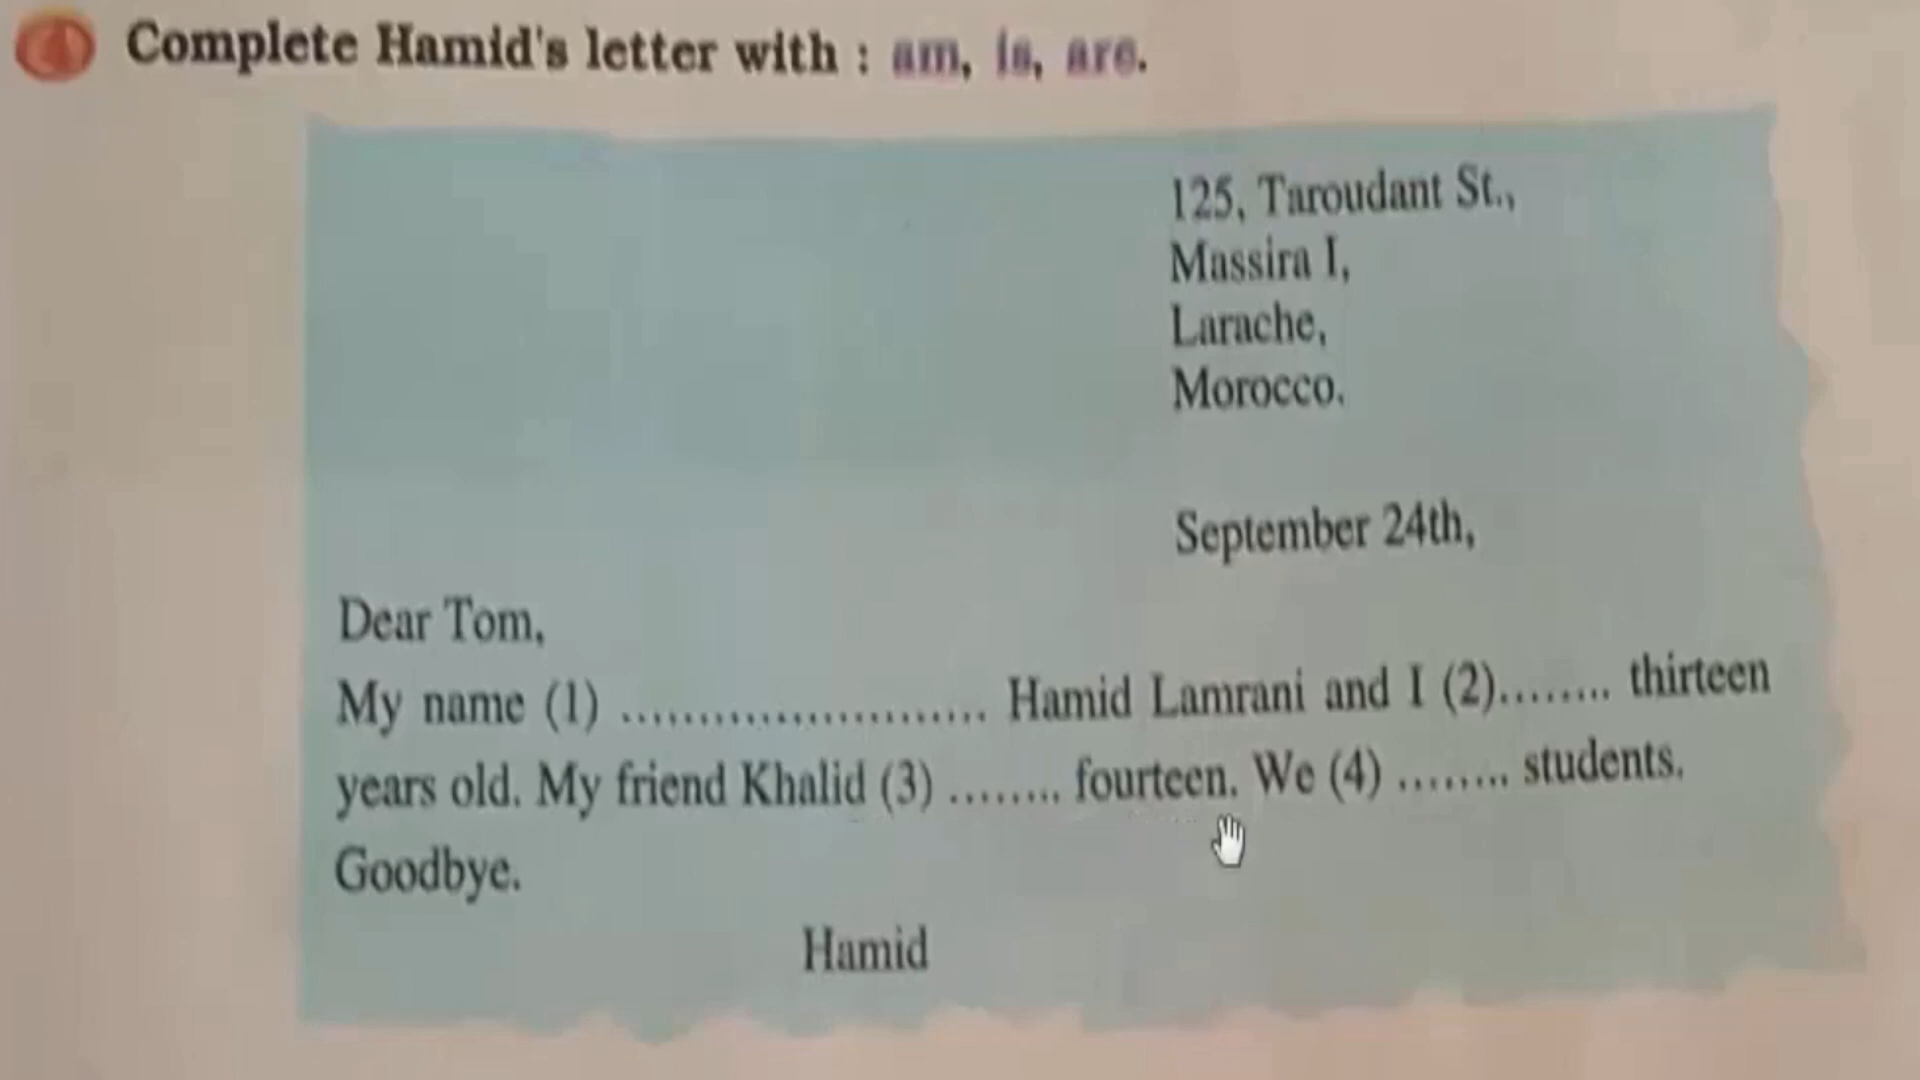 4 Complete Hamid's letter with : am, is, are.
125, Taroudant St.,
Massira I,
Larache,
Morocco.
September 24th,
Dear Tom,
My name (1) ........................ Hamid Lamrani and I (2)........ thirteen
years old. My friend Khalid (3) ........ fourteen. We (4) ........ students.
Goodbye.
Hamid